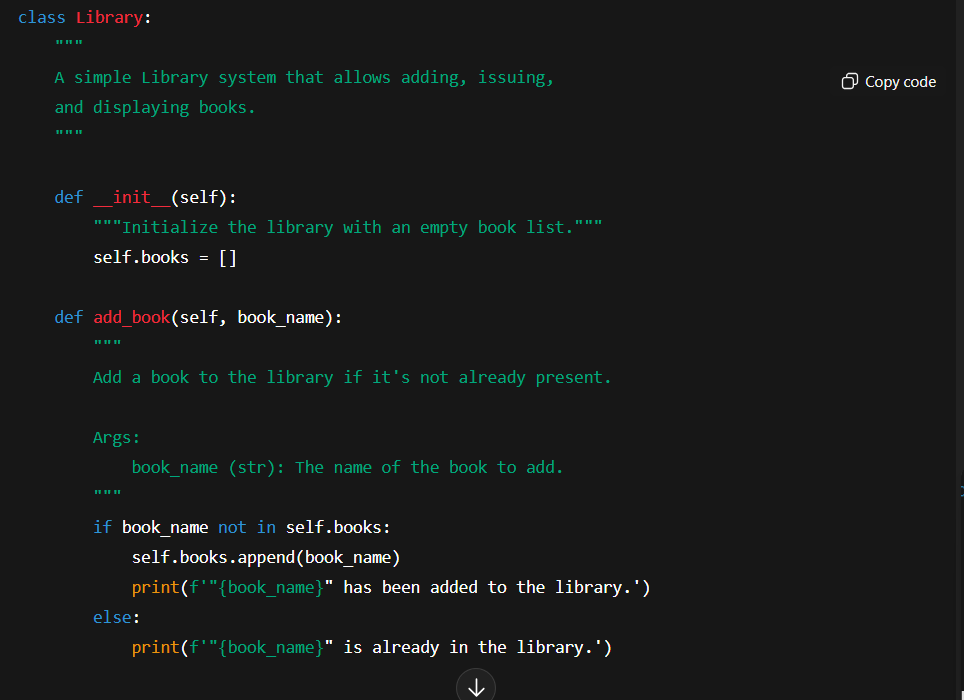 class Library:
"""
A simple Library system that allows adding, issuing,
Copy code
and displaying books.
"""
def __init__(self):
"""Initialize the library with an empty book list."""
self.books = []
def add_book(self, book_name):
"""
Add a book to the library if it's not already present.
Args:
book_name (str): The name of the book to add.
"""
if book_name not in self.books:
self.books.append(book_name)
print(f'"{book_name}" has been added to the library.')
else:
print(f'"{book_name}" is already in the library.')